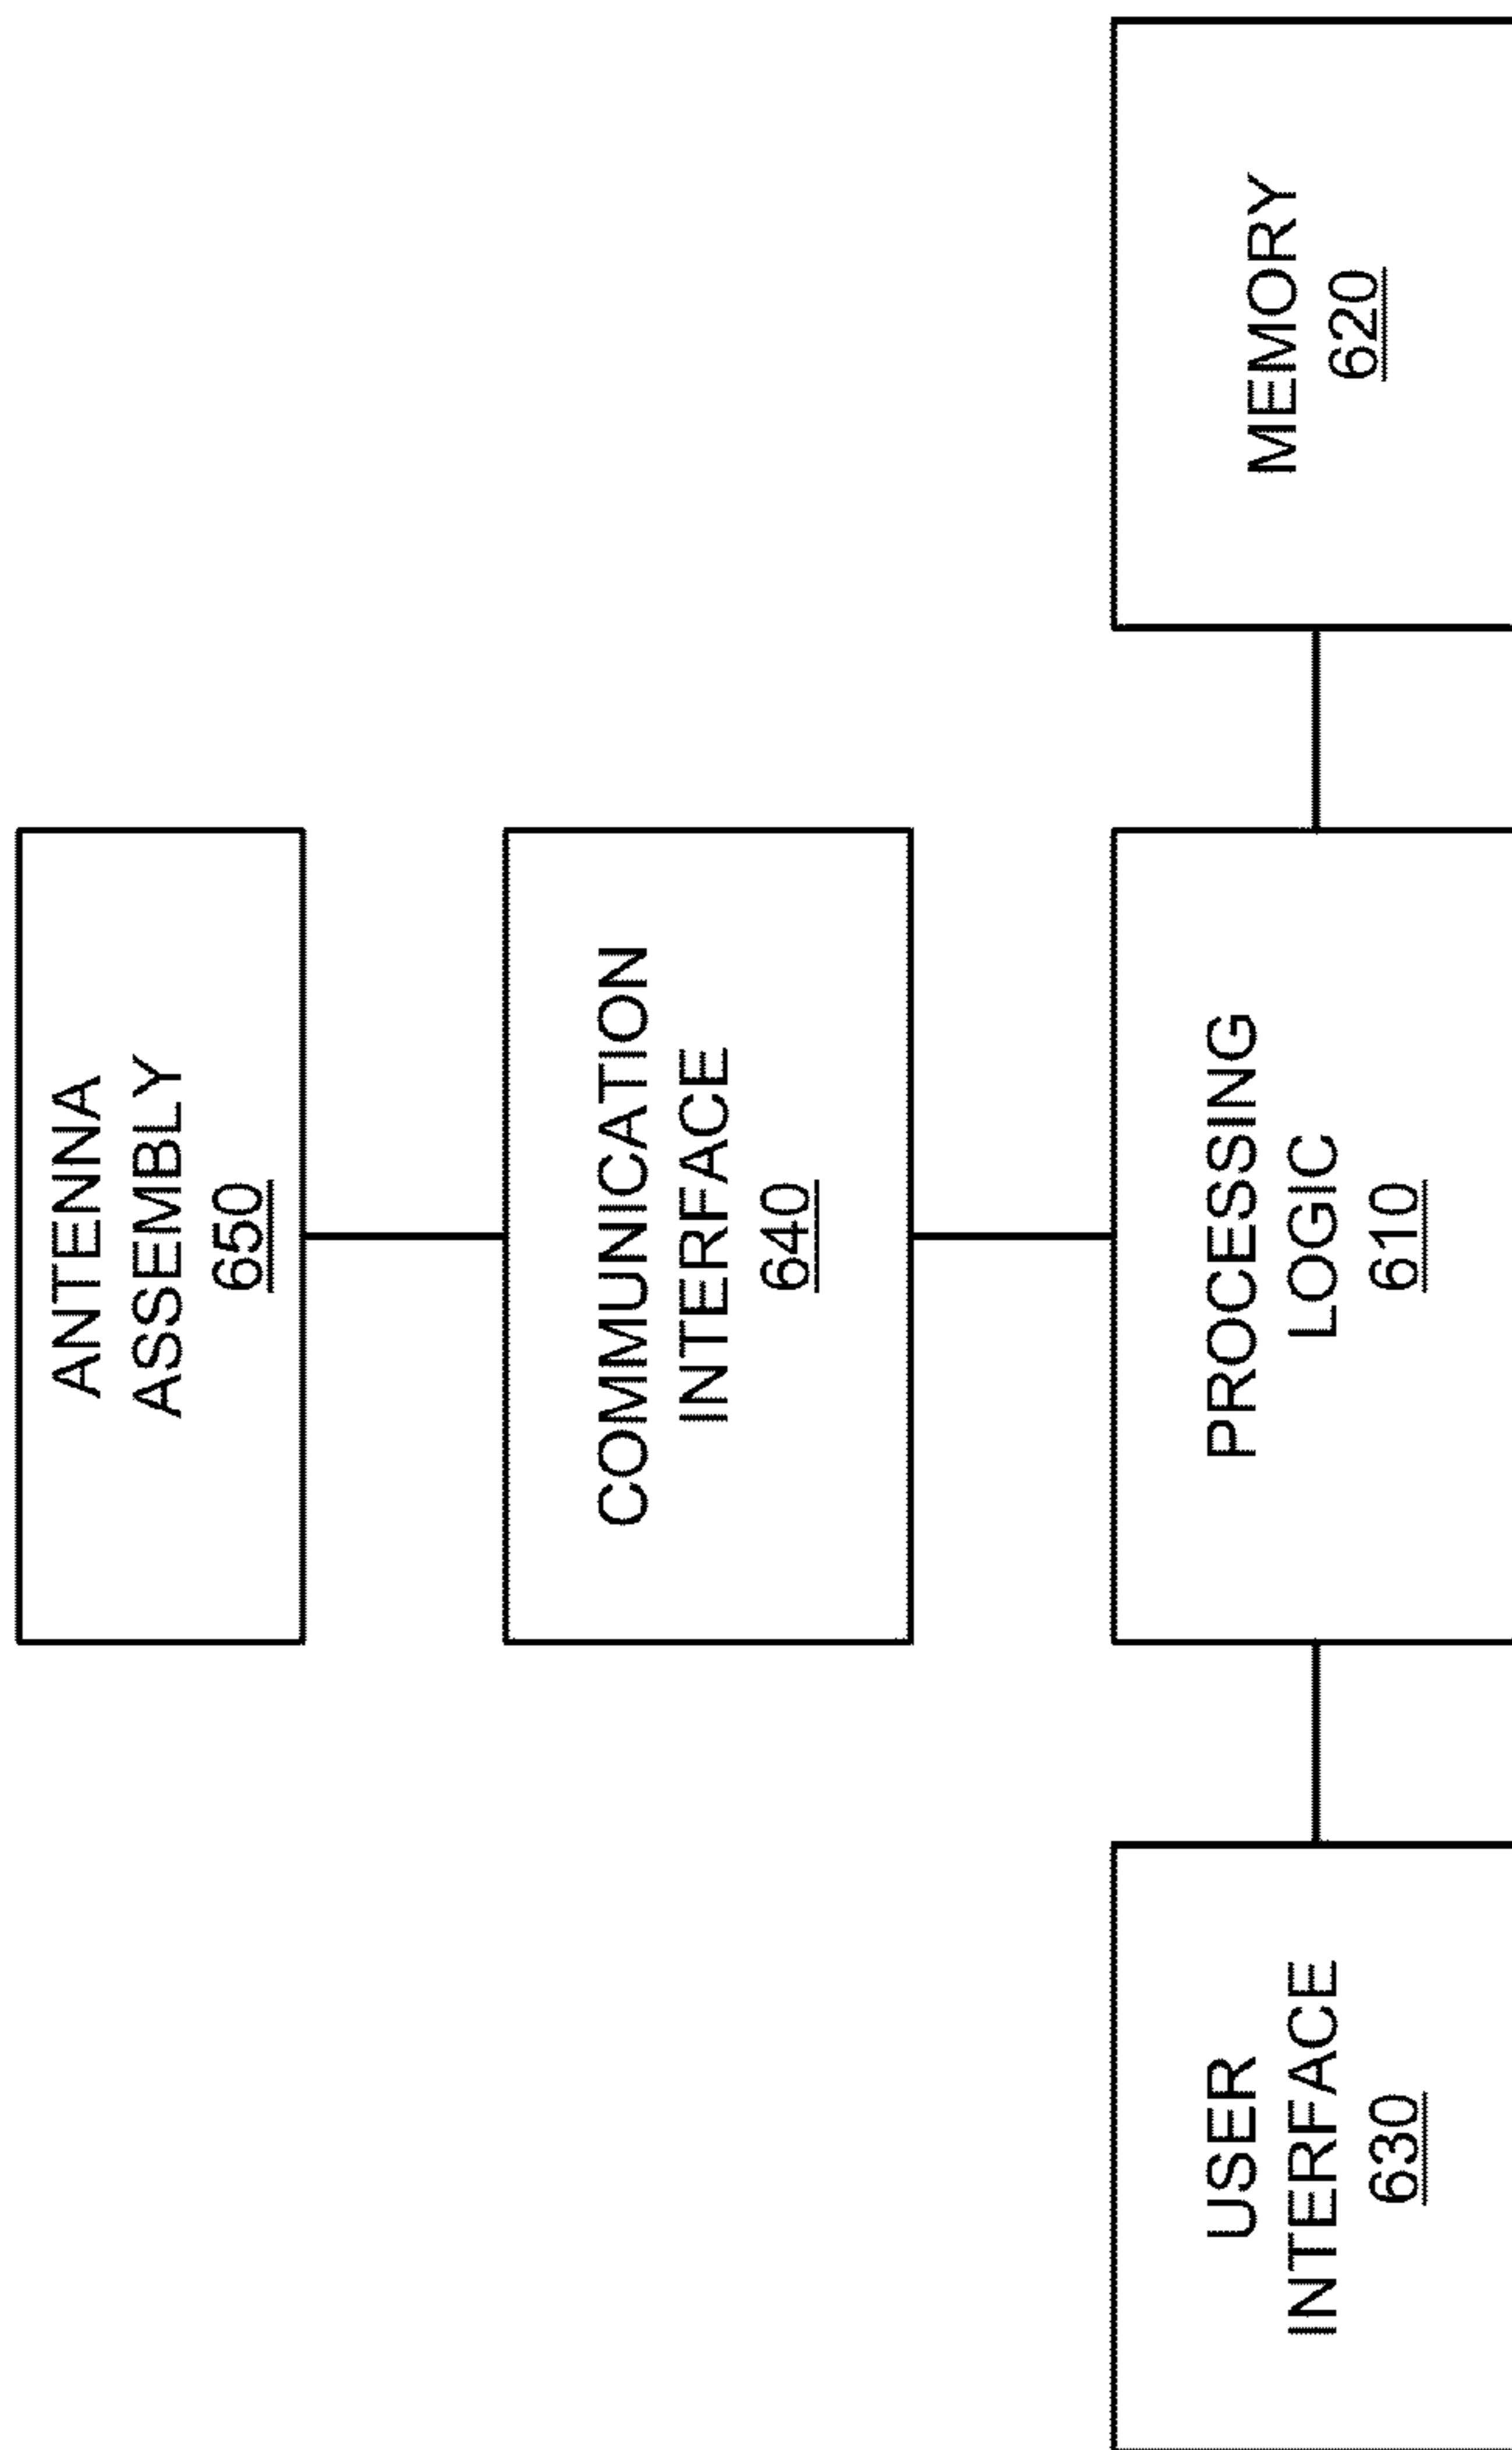 ANTENNA
ASSEMBLY
650
COMMUNICATION
INTERFACE
640
USER
INTERFACE
630
PROCESSING
LOGIC
610
MEMORY
620